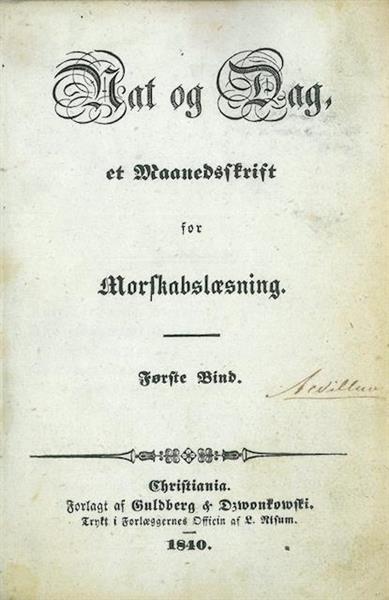 Nat og Dag,
et Maanedsskrift
for
Morskabslæsning.
Første Bind.
Christiania.
Forlagt af Guldberg & Dzwonkowski.
Trykt i Forlæggernes Officin af L. Risum.
1840.